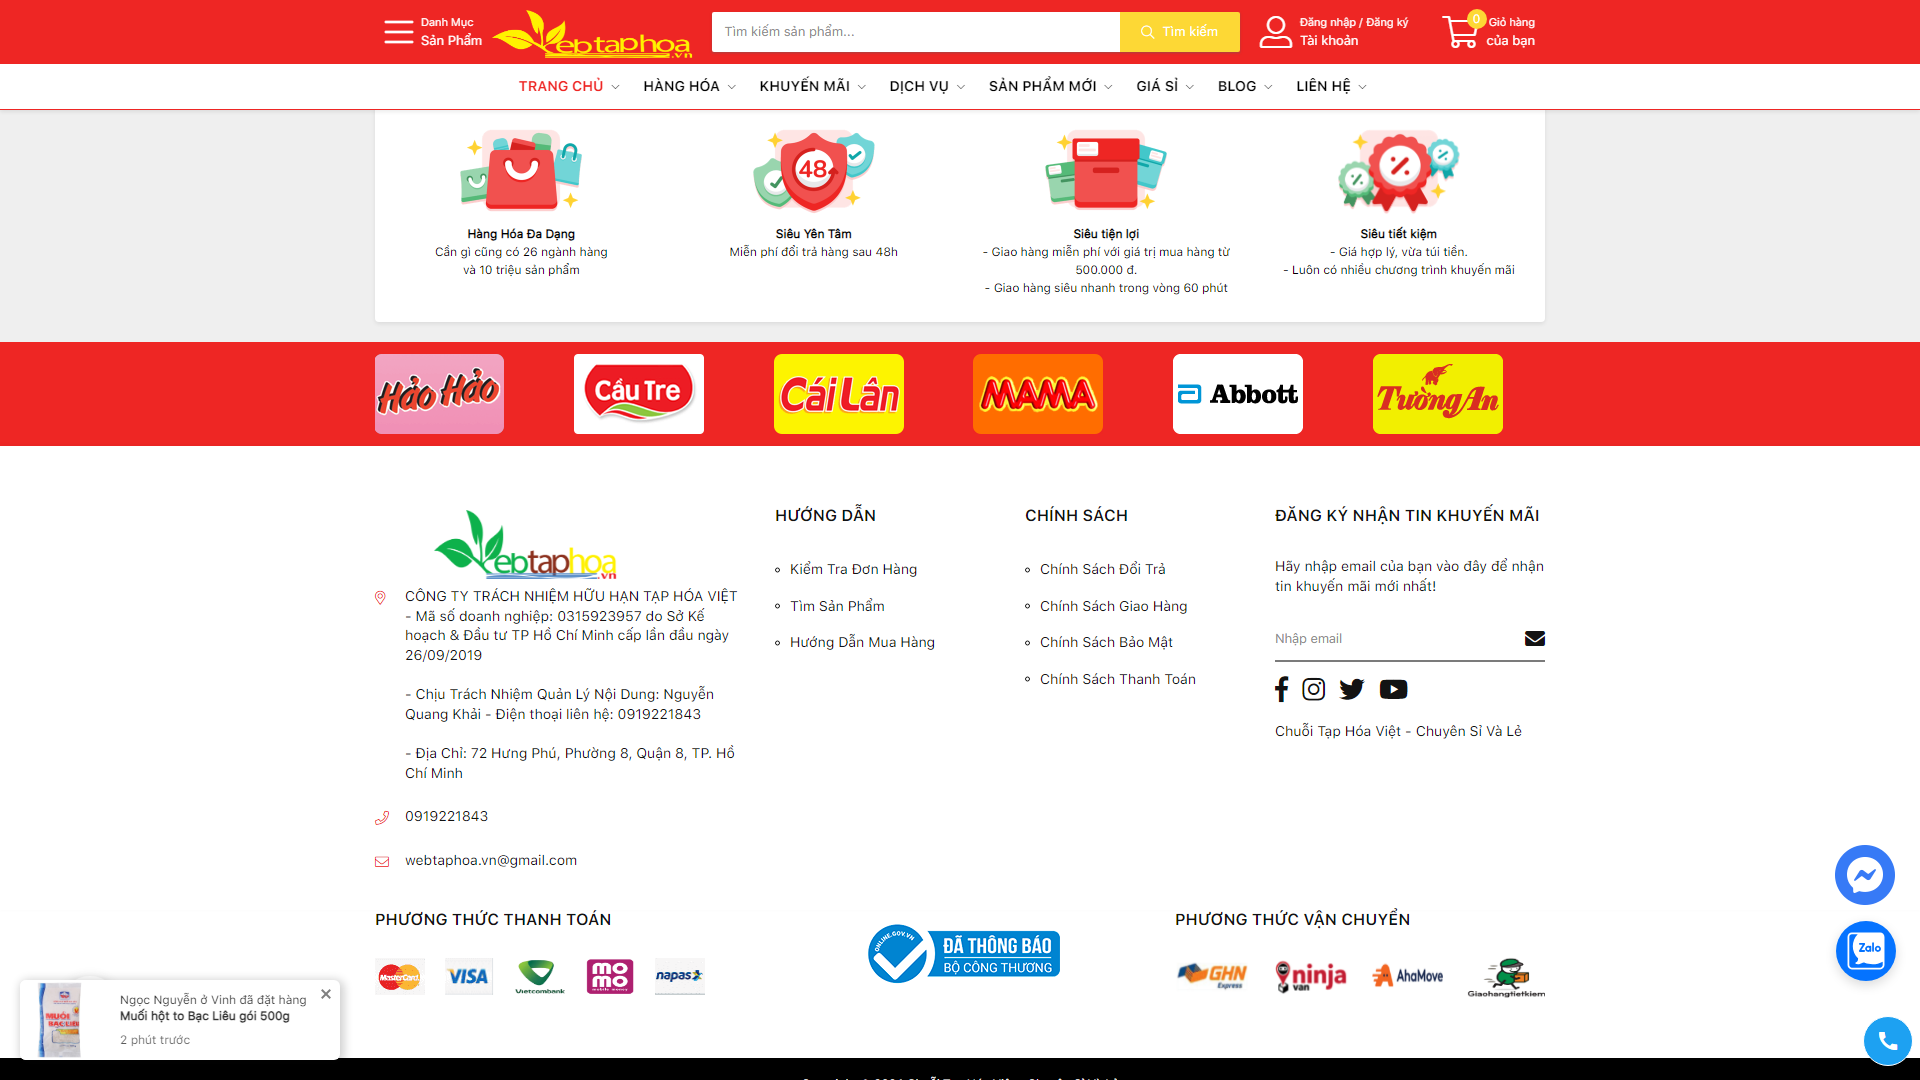 Danh Mục
Sản Phẩm
ebtaphoa
.vn
Tìm kiếm sản phẩm...
Tìm kiếm
Đăng nhập / Đăng ký
Tài khoản
0
Giỏ hàng
của bạn
TRANG CHỦ
HÀNG HÓA
KHUYẾN MÃI
DỊCH VỤ
SẢN PHẨM MỚI
GIÁ SỈ
BLOG
LIÊN HỆ
48
Hàng Hóa Đa Dạng
Cần gì cũng có 26 ngành hàng
và 10 triệu sản phẩm
Siêu Yên Tâm
Miễn phí đổi trả hàng sau 48h
Siêu tiện lợi
- Giao hàng miễn phí với giá trị mua hàng từ
500.000 đ.
- Giao hàng siêu nhanh trong vòng 60 phút
Siêu tiết kiệm
- Giá hợp lý, vừa túi tiền.
- Luôn có nhiều chương trình khuyến mãi
Hảo Hảo
Cầu Tre
Cái Lân
MAMA
Abbott
Tường An
ebtaphoa
.vn
CÔNG TY TRÁCH NHIỆM HỮU HẠN TẠP HÓA VIỆT
- Mã số doanh nghiệp: 0315923957 do Sở Kế
hoạch & Đầu tư TP Hồ Chí Minh cấp lần đầu ngày
26/09/2019
- Chịu Trách Nhiệm Quản Lý Nội Dung: Nguyễn
Quang Khải - Điện thoại liên hệ: 0919221843
- Địa Chỉ: 72 Hưng Phú, Phường 8, Quận 8, TP. Hồ
Chí Minh
0919221843
webtaphoa.vn@gmail.com
HƯỚNG DẪN
Kiểm Tra Đơn Hàng
Tìm Sản Phẩm
Hướng Dẫn Mua Hàng
CHÍNH SÁCH
Chính Sách Đổi Trả
Chính Sách Giao Hàng
Chính Sách Bảo Mật
Chính Sách Thanh Toán
ĐĂNG KÝ NHẬN TIN KHUYẾN MÃI
Hãy nhập email của bạn vào đây để nhận
tin khuyến mãi mới nhất!
Nhập email
Chuỗi Tạp Hóa Việt - Chuyên Sỉ Và Lẻ
Zalo
PHƯƠNG THỨC THANH TOÁN
MasterCard
VISA
Vietcombank
mo
mo
mobile money
napas
ONLINE.GOV.VN
ĐÃ THÔNG BÁO
BỘ CÔNG THƯƠNG
PHƯƠNG THỨC VẬN CHUYỂN
GHN
Express
ninja
van
AhaMove
Giaohangtietkiem
MUỐI
BẠC LIÊU
Ngọc Nguyễn ở Vinh đã đặt hàng
Muối hột to Bạc Liêu gói 500g
2 phút trước